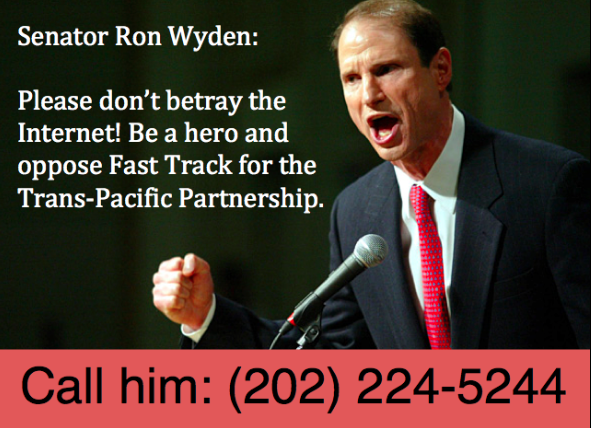 Senator Ron Wyden:
Please don’t betray the
Internet! Be a hero and
oppose Fast Track for the
Trans-Pacific Partnership.
Call him: (202) 224-5244